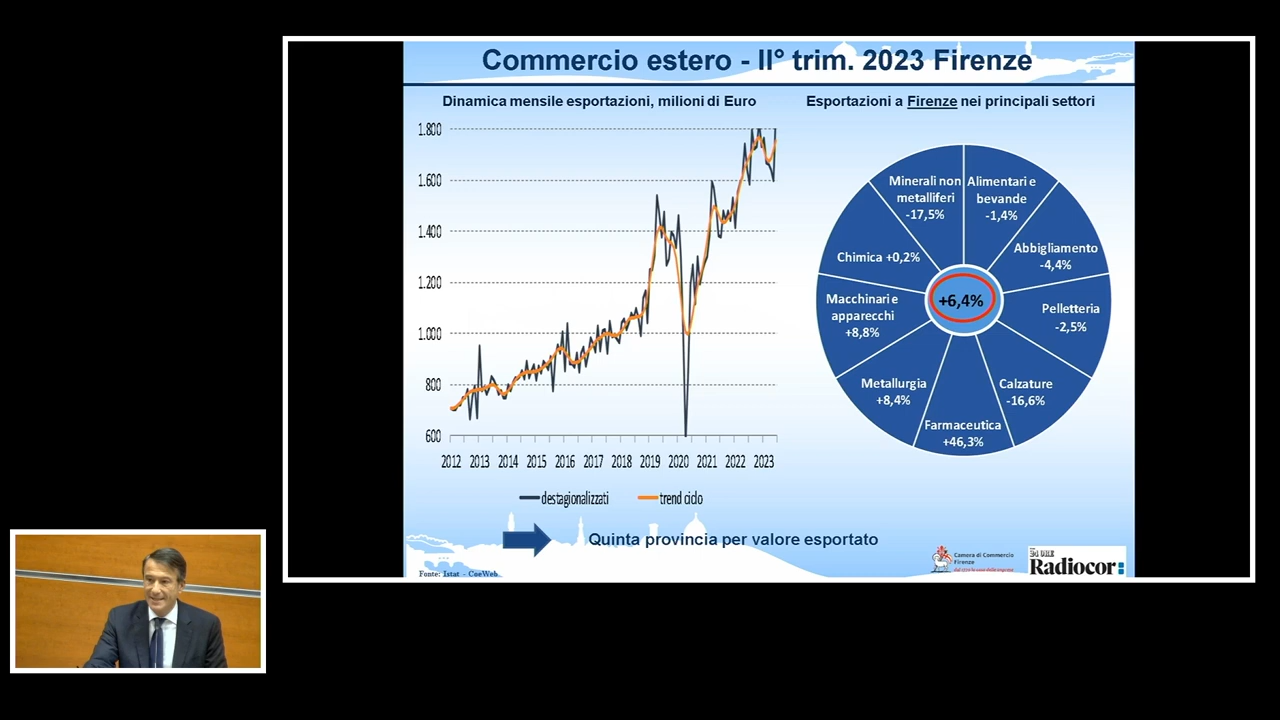 Commercio estero - II° trim. 2023 Firenze
Dinamica mensile esportazioni, milioni di Euro
1.800
1.600
1.400
1.200
1.000
800
600
2012 2013 2014 2015 2016 2017 2018 2019 2020 2021 2022 2023
destagionalizzati trend ciclo
Esportazioni a Firenze nei principali settori
Minerali non
metalliferi
-17,5%
Alimentari e
bevande
-1,4%
Abbigliamento
-4,4%
Pelletteria
-2,5%
Calzature
-16,6%
Farmaceutica
+46,3%
Metallurgia
+8,4%
Macchinari e
apparecchi
+8,8%
Chimica +0,2%
+6,4%
Quinta provincia per valore esportato
Fonte: Istat - CoeWeb
Camera di Commercio
Firenze
24 ORE
Radiocor